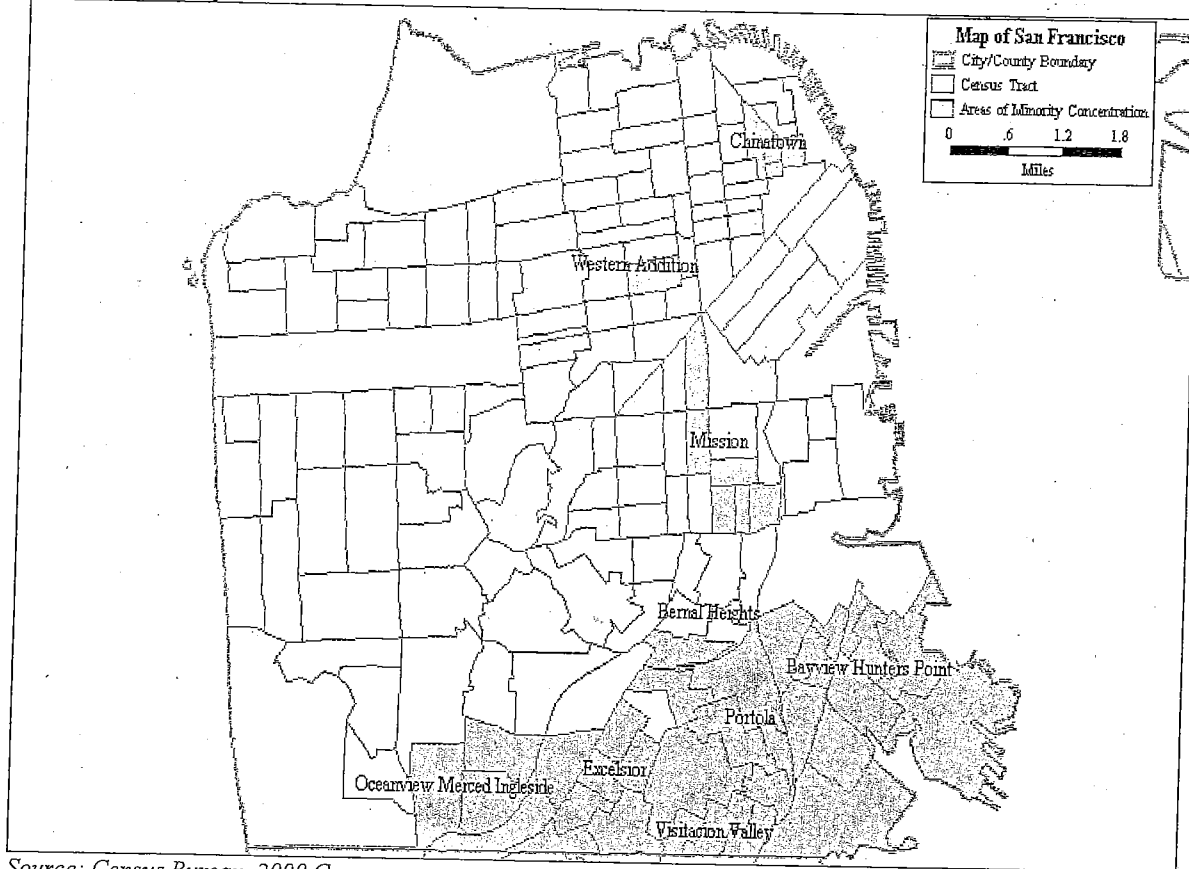 Map of San Francisco
City/County Boundary
Census Tract
Areas of Minority Concentration
0 .6 1.2 1.8
Miles
Chinatown
Western Addition
Mission
Bernal Heights
Bayview Hunters Point
Portola
Excelsior
Oceanview Merced Ingleside
Visitacion Valley
Source: Census Bureau, 2000